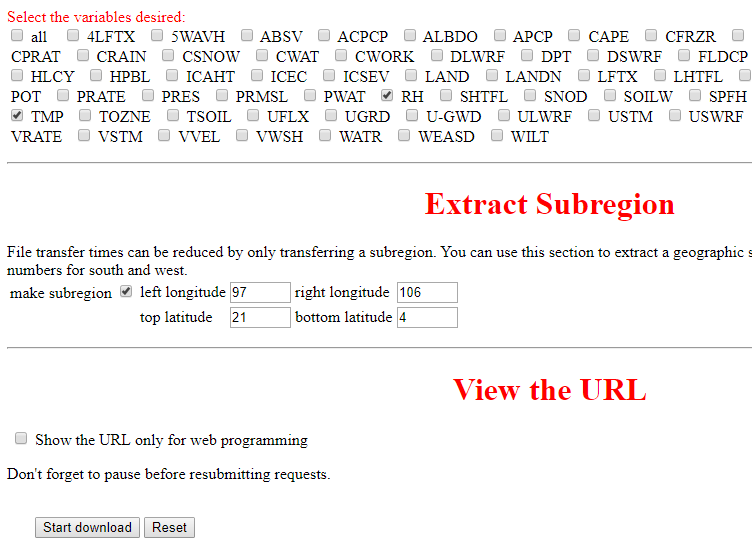 Select the variables desired:
all 4LFTX 5WAVH ABSV ACPCP ALBDO APCP CAPE CFRZR
CPRAT CRAIN CSNOW CWAT CWORK DLWRF DPT DSWRF FLDCP
HLCY HPBL ICAHT ICEC ICSEV LAND LANDN LFTX LHTFL
POT PRATE PRES PRMSL PWAT RH SHTFL SNOD SOILW SPFH
TMP TOZNE TSOIL UFLX UGRD U-GWD ULWRF USTM USWRF
VRATE VSTM VVEL VWSH WATR WEASD WILT
Extract Subregion
File transfer times can be reduced by only transferring a subregion. You can use this section to extract a geographic s
numbers for south and west.
make subregion left longitude 97 right longitude 106
top latitude 21 bottom latitude 4
View the URL
Show the URL only for web programming
Don't forget to pause before resubmitting requests.
Start download Reset